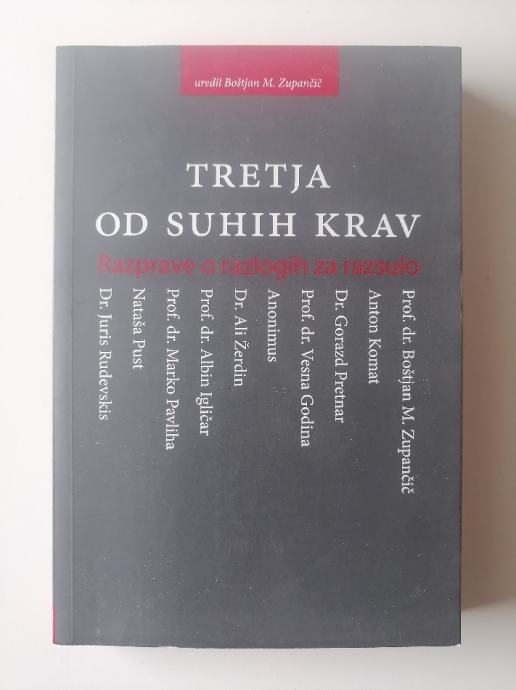 uredil Boštjan M. Zupančič
TRETJA
OD SUHIH KRAV
Razprave o razlogih za razsulo
Prof. dr. Boštjan M. Zupančič
Anton Komat
Dr. Gorazd Pretnar
Prof. dr. Vesna Godina
Anonimus
Dr. Ali Žerdin
Prof. dr. Albin Igličar
Prof. dr. Marko Pavliha
Nataša Pust
Dr. Juris Rudevskis